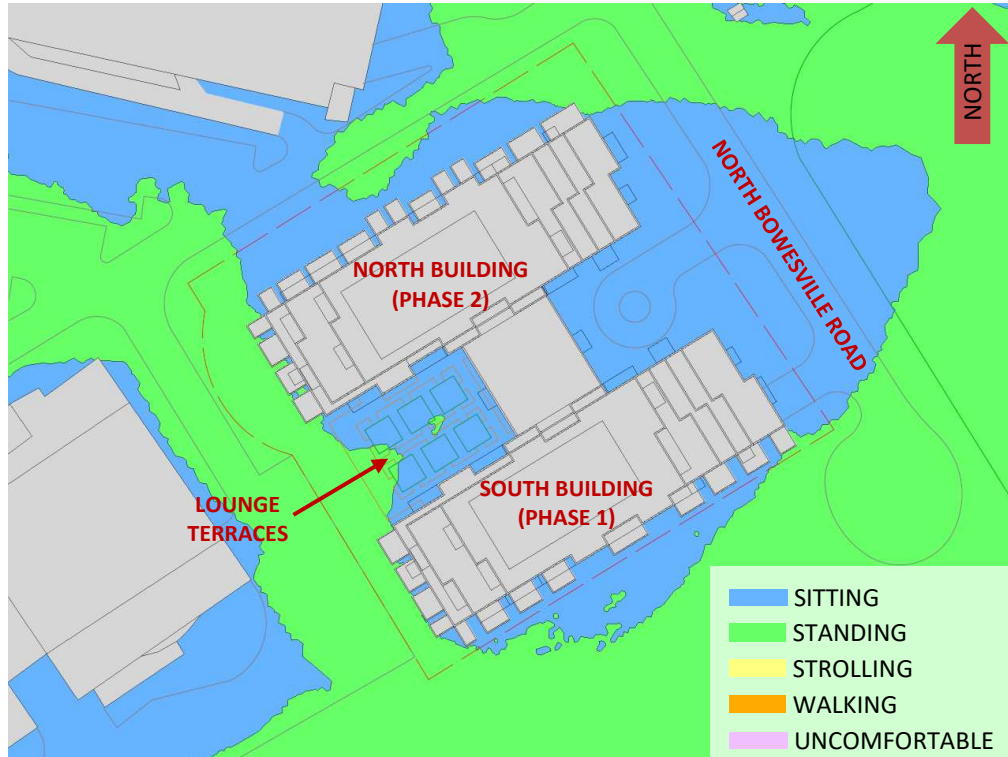 NORTH
NORTH BOWESVILLE ROAD
NORTH BUILDING
(PHASE 2)
LOUNGE
TERRACES
SOUTH BUILDING
(PHASE 1)
SITTING
STANDING
STROLLING
WALKING
UNCOMFORTABLE